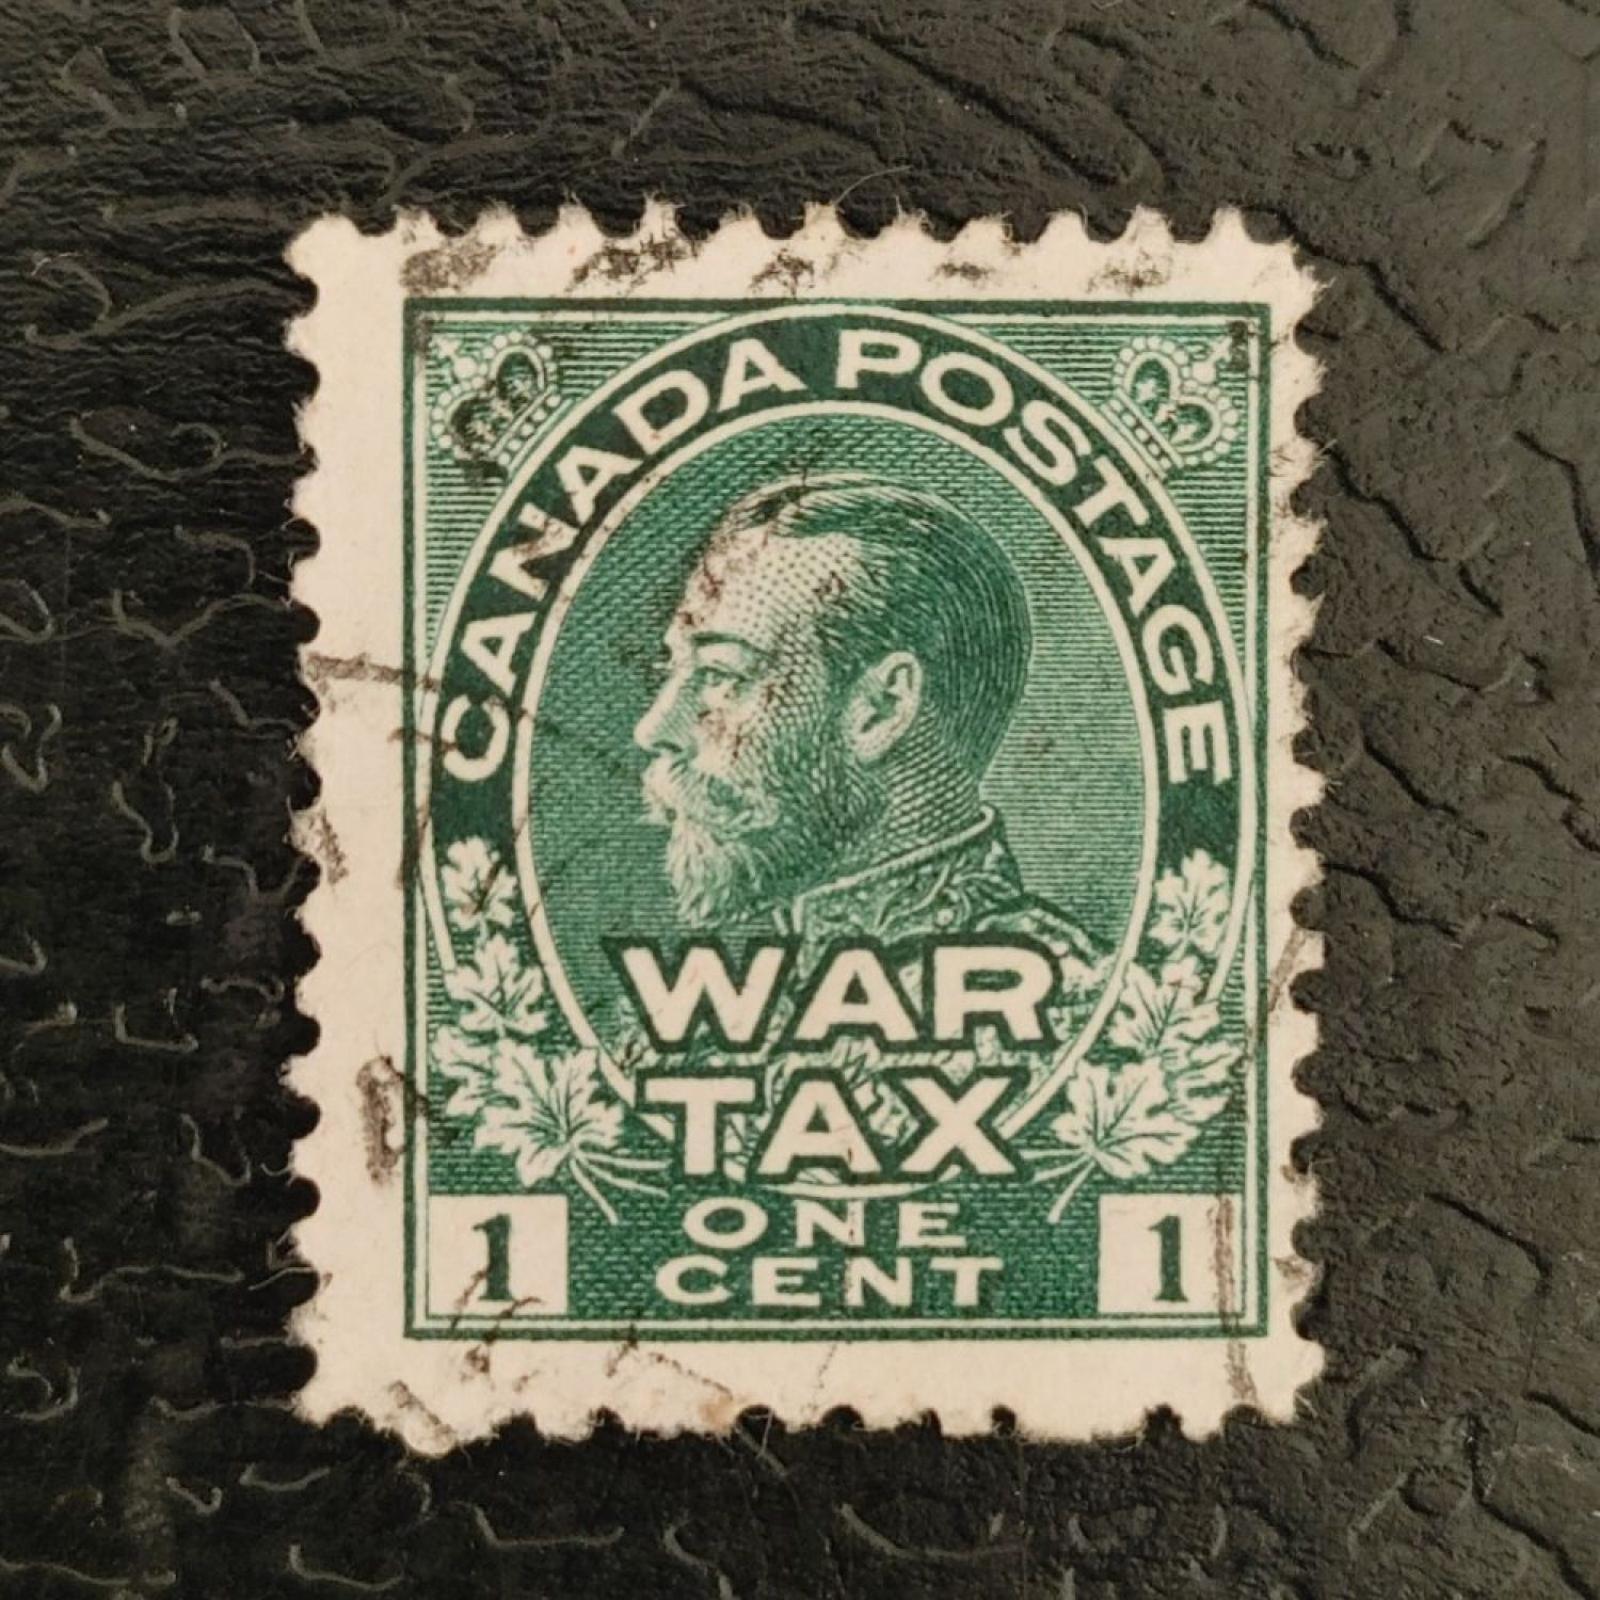 CANADA POSTAGE
WAR
TAX
1 ONE 1
CENT